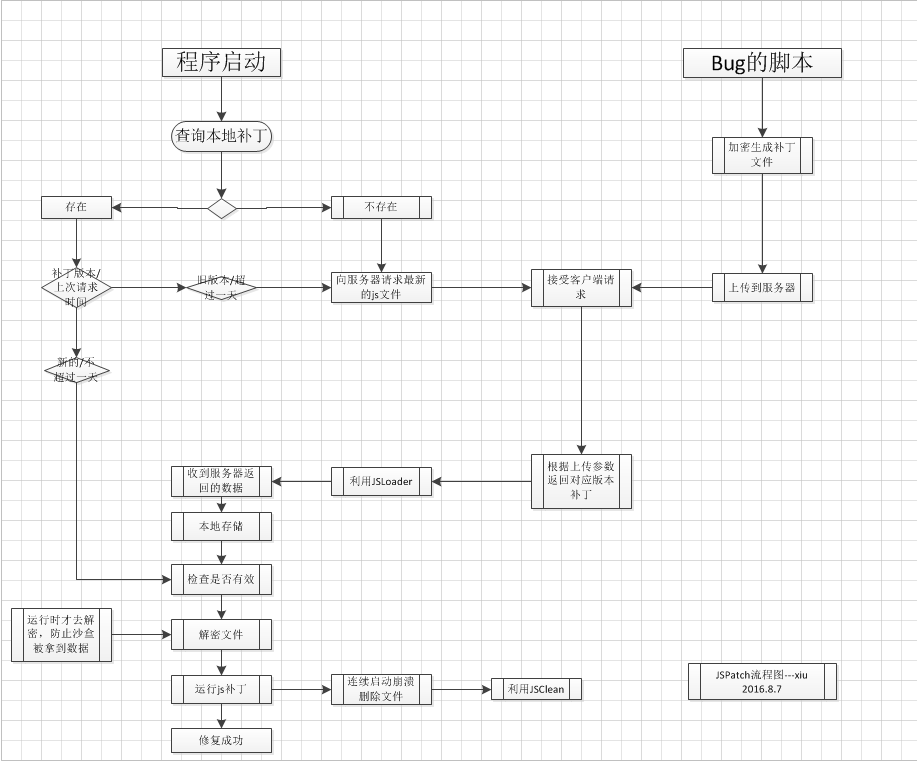 程序启动
Bug的脚本
查询本地补丁
加密生成补丁
文件
存在
不存在
补丁版本/
上次请求
时间
旧版本/超
过一天
向服务器请求最新
的js文件
接受客户端请
求
上传到服务器
新的/不
超过一天
收到服务器返
回的数据
利用JSLoader
根据上传参数
返回对应版本
补丁
本地存储
检查是否有效
运行时才去解
密，防止沙盒
被拿到数据
解密文件
运行js补丁
连续启动崩溃
删除文件
利用JSClean
JSPatch流程图---xiu
2016.8.7
修复成功